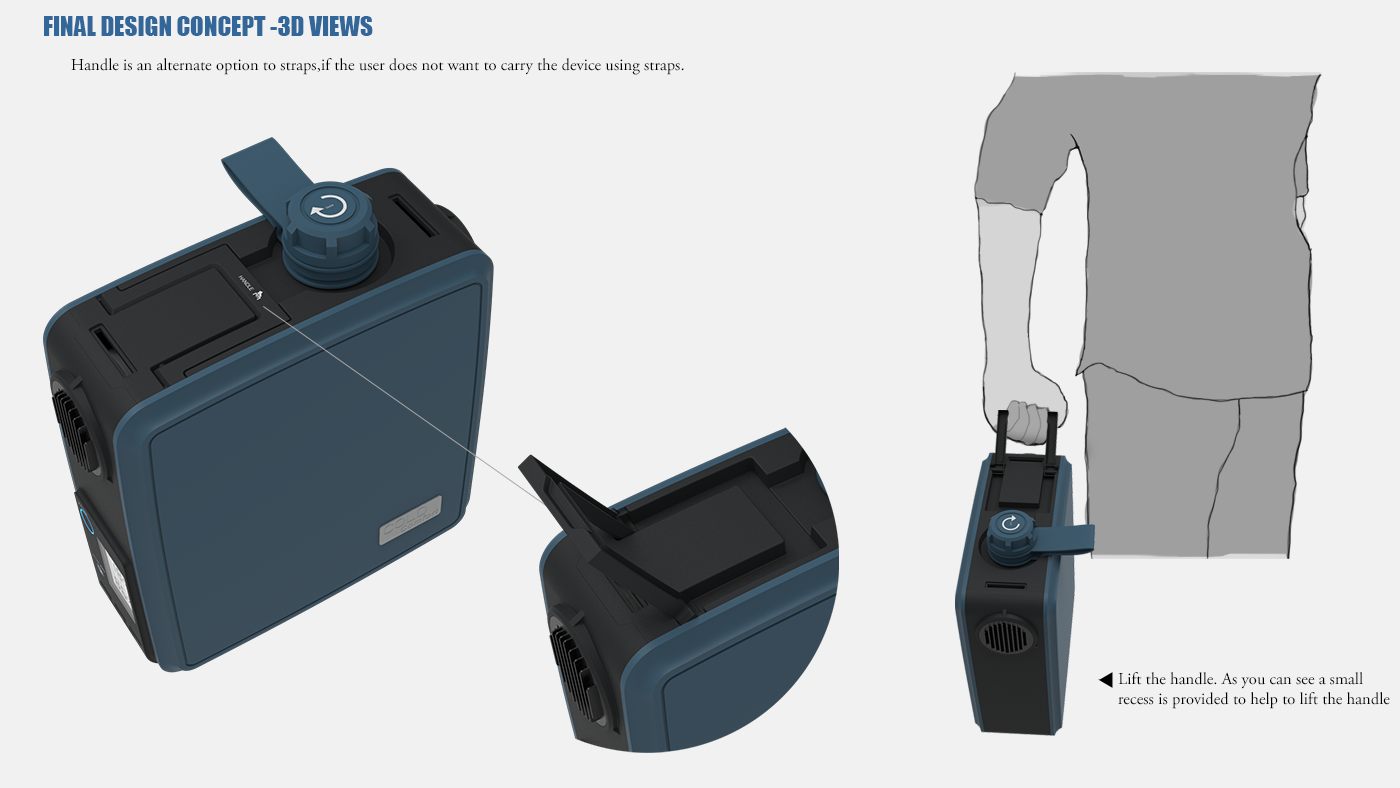 FINAL DESIGN CONCEPT -3D VIEWS
Handle is an alternate option to straps,if the user does not want to carry the device using straps.
HANDLE
COLD
Lift the handle. As you can see a small
recess is provided to help to lift the handle